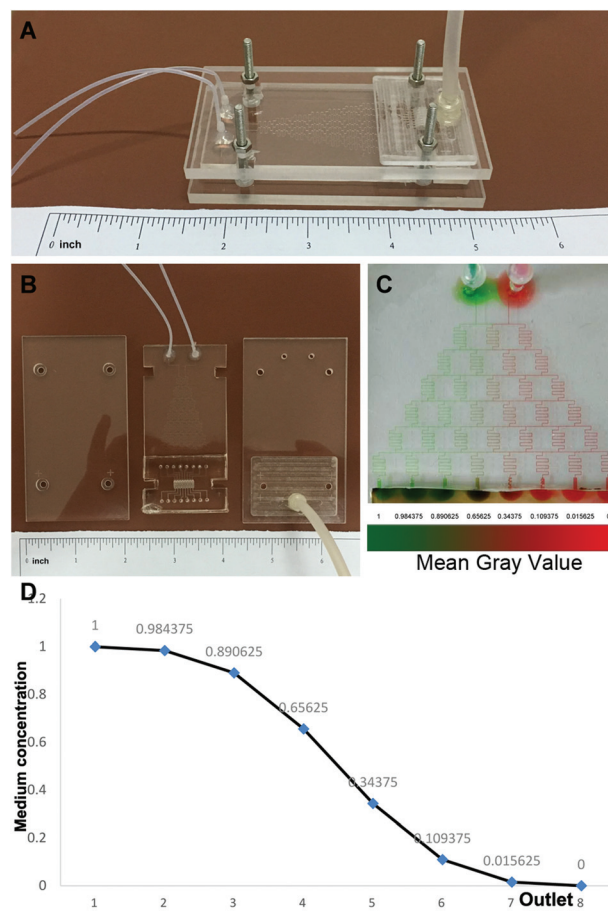 A
0 inch 1 2 3 4 5 6
B
0 inch 1 2 3 4 5 6
C
1 0.984375 0.890625 0.65625 0.34375 0.109375 0.015625
Mean Gray Value
D
1.2
1
0.8
0.6
0.4
0.2
0
Medium concentration
1
0.984375
0.890625
0.65625
0.34375
0.109375
0.015625
0
1 2 3 4 5 6 7 8
Outlet